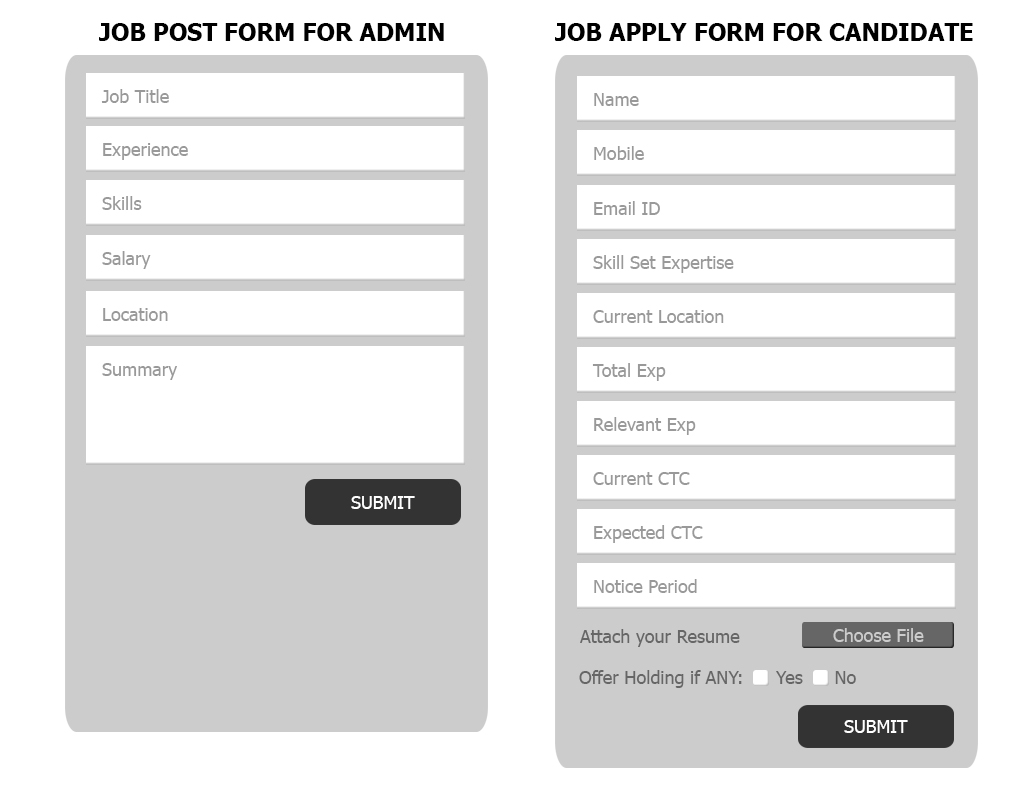 JOB POST FORM FOR ADMIN
Job Title
Experience
Skills
Salary
Location
Summary
SUBMIT
JOB APPLY FORM FOR CANDIDATE
Name
Mobile
Email ID
Skill Set Expertise
Current Location
Total Exp
Relevant Exp
Current CTC
Expected CTC
Notice Period
Attach your Resume Choose File
Offer Holding if ANY: Yes No
SUBMIT